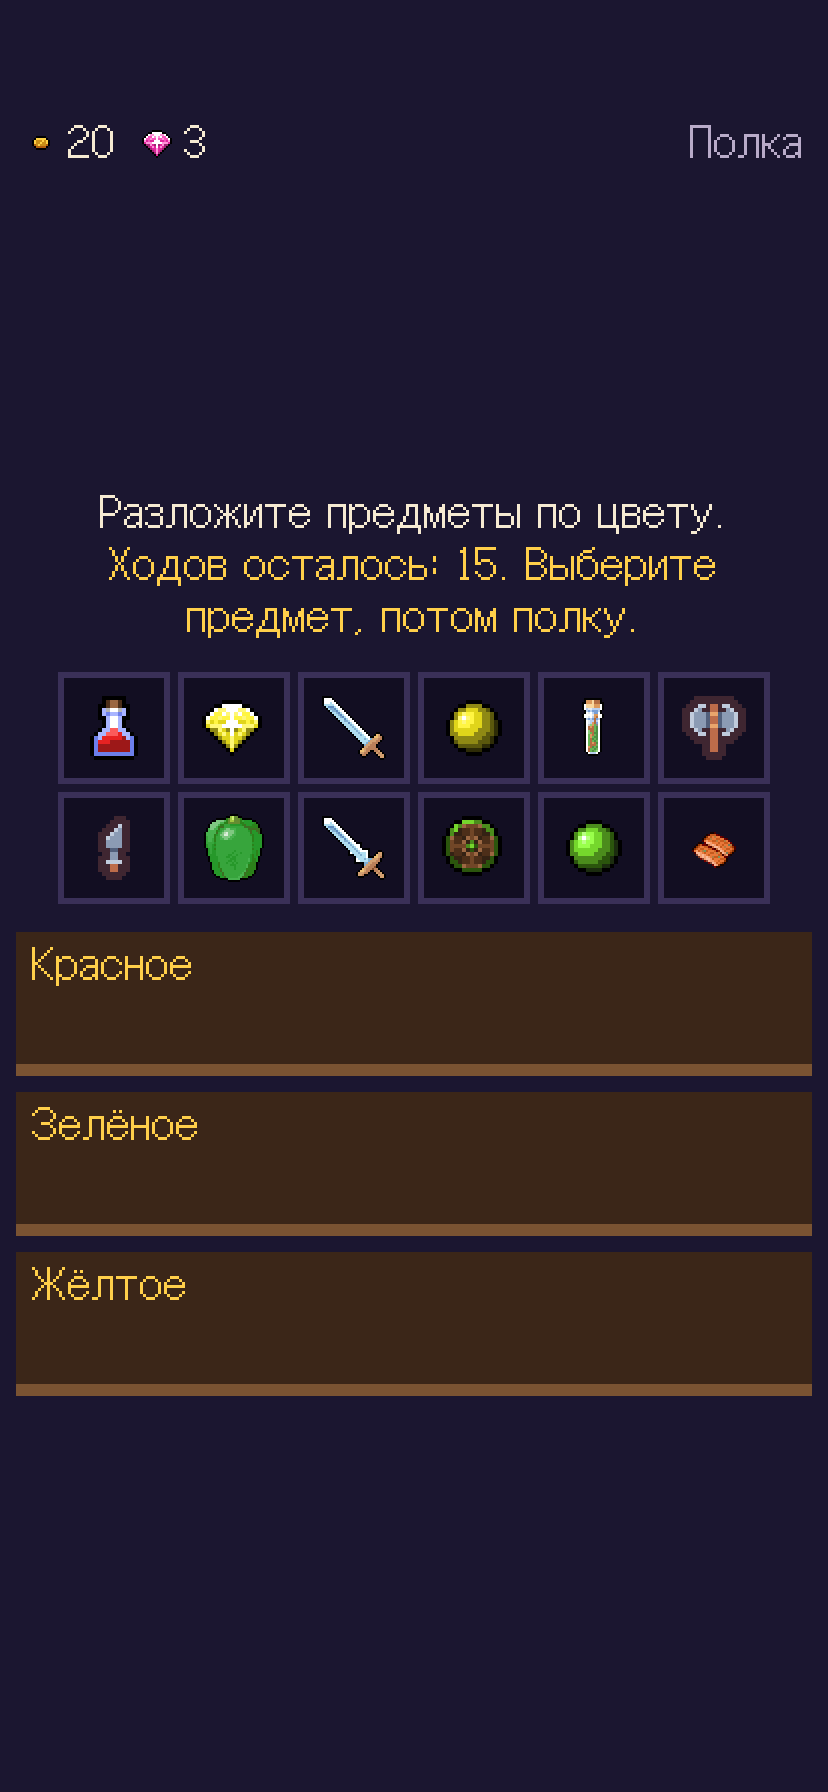 20 3 Полка
Разложите предметы по цвету.
Ходов осталось: 15. Выберите
предмет, потом полку.
Красное
Зелёное
Жёлтое